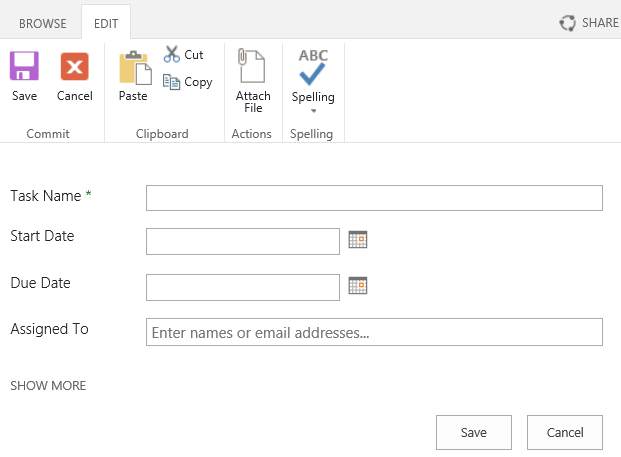 BROWSE EDIT SHARE
ABC
Cut
Copy
Save Cancel Paste Attach File Spelling
Commit Clipboard Actions Spelling
Task Name *
Start Date
Due Date
Assigned To Enter names or email addresses...
SHOW MORE
Save Cancel